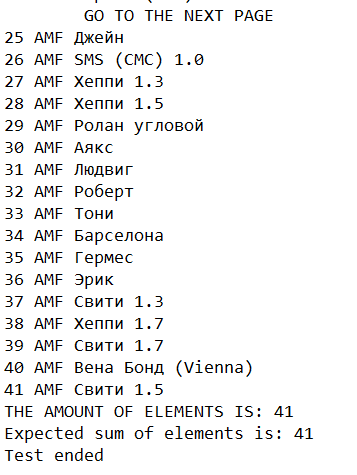 GO TO THE NEXT PAGE
25 AMF Джейн
26 AMF SMS (СМС) 1.0
27 AMF Хеппи 1.3
28 AMF Хеппи 1.5
29 AMF Ролан угловой
30 AMF Аякс
31 AMF Людвиг
32 AMF Роберт
33 AMF Тони
34 AMF Барселона
35 AMF Гермес
36 AMF Эрик
37 AMF Свити 1.3
38 AMF Хеппи 1.7
39 AMF Свити 1.7
40 AMF Вена Бонд (Vienna)
41 AMF Свити 1.5
THE AMOUNT OF ELEMENTS IS: 41
Expected sum of elements is: 41
Test ended